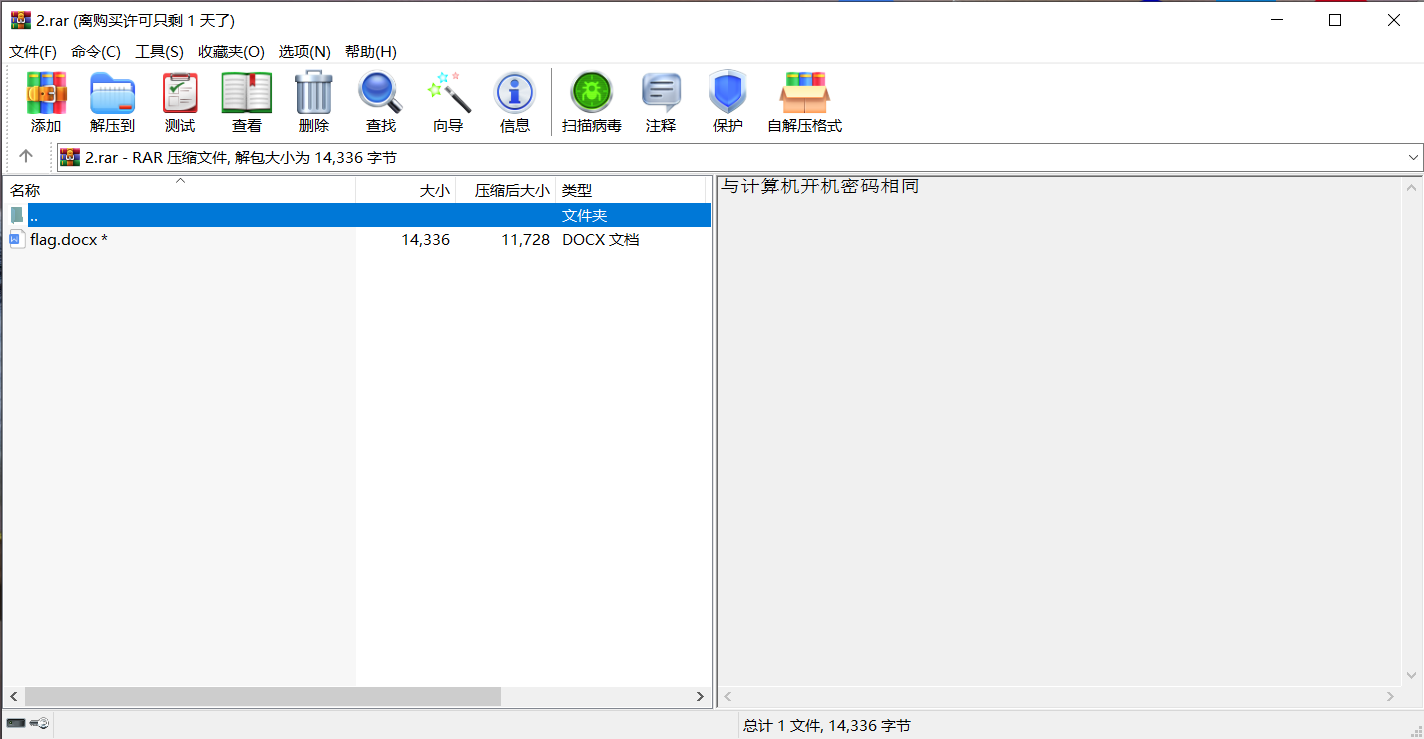 2.rar (离购买许可只剩 1 天了)
文件(F) 命令(C) 工具(S) 收藏夹(O) 选项(N) 帮助(H)
添加 解压到 测试 查看 删除 查找 向导 信息 扫描病毒 注释 保护 自解压格式
2.rar - RAR 压缩文件, 解包大小为 14,336 字节
名称 大小 压缩后大小 类型
.. 文件夹
flag.docx * 14,336 11,728 DOCX 文档
与计算机开机密码相同
总计 1 文件, 14,336 字节